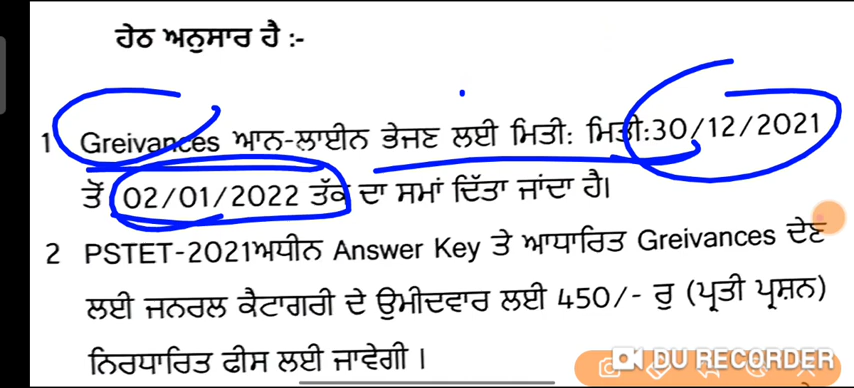 ਹੇਠ ਅਨੁਸਾਰ ਹੈ :-
1 Greivances ਆਨ-ਲਾਈਨ ਭੇਜਣ ਲਈ ਮਿਤੀ: ਮਿਤੀ:30/12/2021
ਤੋਂ 02/01/2022 ਤੱਕ ਦਾ ਸਮਾਂ ਦਿੱਤਾ ਜਾਂਦਾ ਹੈ।
2 PSTET-2021ਅਧੀਨ Answer Key ਤੇ ਆਧਾਰਿਤ Greivances ਦੇਣ
ਲਈ ਜਨਰਲ ਕੈਟਾਗਰੀ ਦੇ ਉਮੀਦਵਾਰ ਲਈ 450/- ਰੁ (ਪ੍ਰਤੀ ਪ੍ਰਸ਼ਨ)
ਨਿਰਧਾਰਿਤ ਫੀਸ ਲਈ ਜਾਵੇਗੀ ।
DU RECORDER